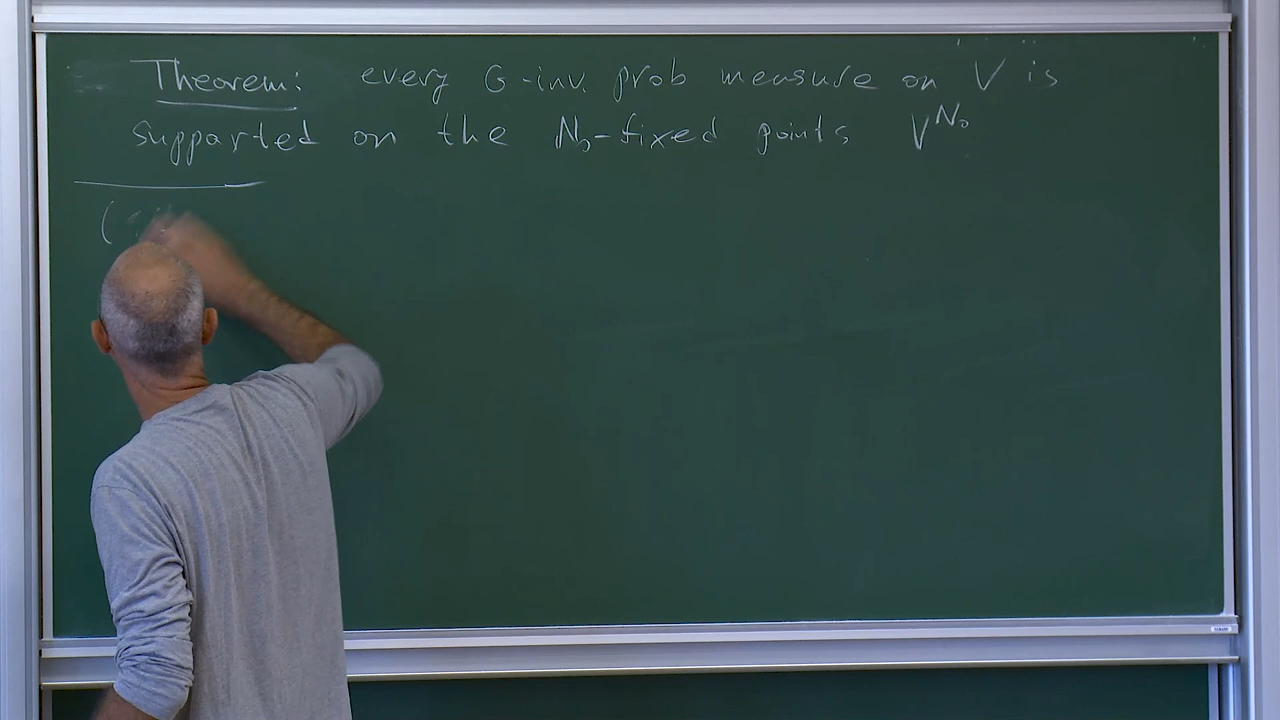 Theorem: every G-inv. prob measure on V is
supported on the N₀-fixed points V^{N₀}